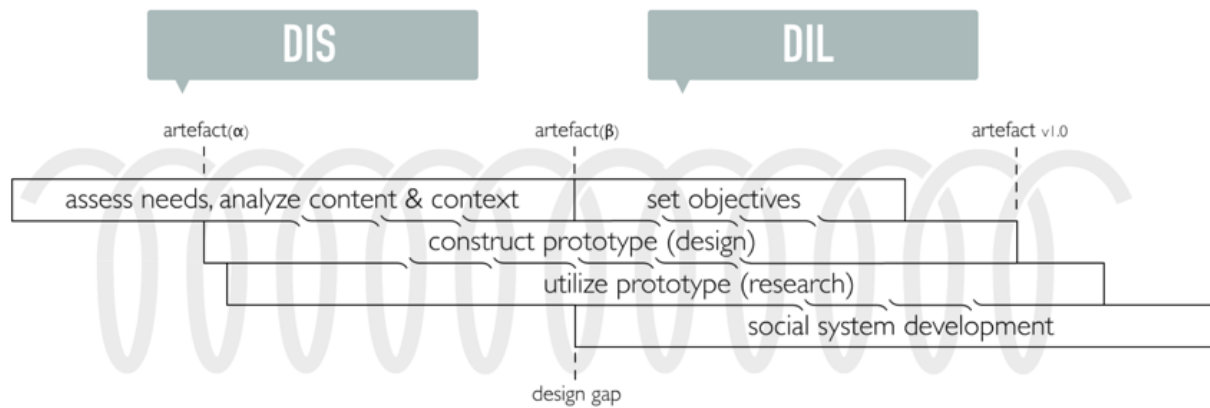 DIS
DIL
artefact(α)
artefact(β)
artefact v1.0
assess needs, analyze content & context
set objectives
construct prototype (design)
utilize prototype (research)
social system development
design gap